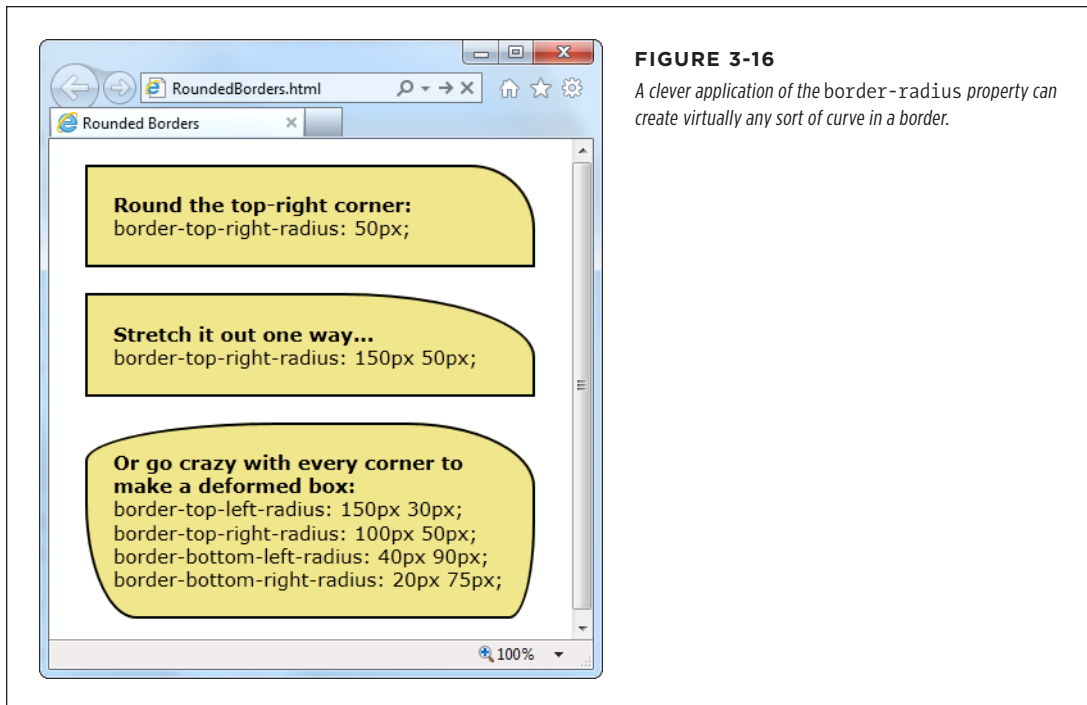 RoundedBorders.html
Rounded Borders
Round the top-right corner:
border-top-right-radius: 50px;
Stretch it out one way...
border-top-right-radius: 150px 50px;
Or go crazy with every corner to
make a deformed box:
border-top-left-radius: 150px 30px;
border-top-right-radius: 100px 50px;
border-bottom-left-radius: 40px 90px;
border-bottom-right-radius: 20px 75px;
100%
FIGURE 3-16
A clever application of the border-radius property can
create virtually any sort of curve in a border.